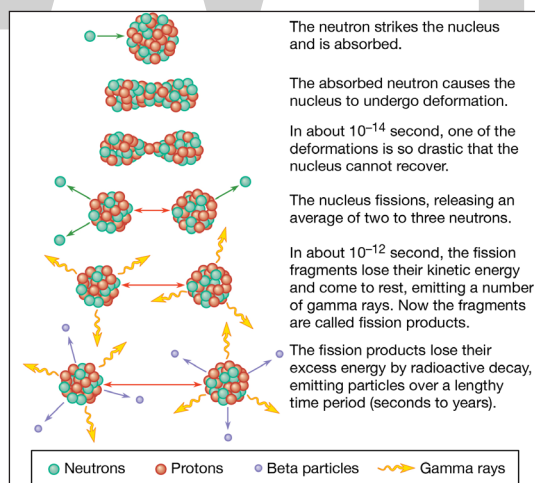 The neutron strikes the nucleus
and is absorbed.
The absorbed neutron causes the
nucleus to undergo deformation.
In about 10⁻¹⁴ second, one of the
deformations is so drastic that the
nucleus cannot recover.
The nucleus fissions, releasing an
average of two to three neutrons.
In about 10⁻¹² second, the fission
fragments lose their kinetic energy
and come to rest, emitting a number
of gamma rays. Now the fragments
are called fission products.
The fission products lose their
excess energy by radioactive decay,
emitting particles over a lengthy
time period (seconds to years).
Neutrons Protons Beta particles Gamma rays